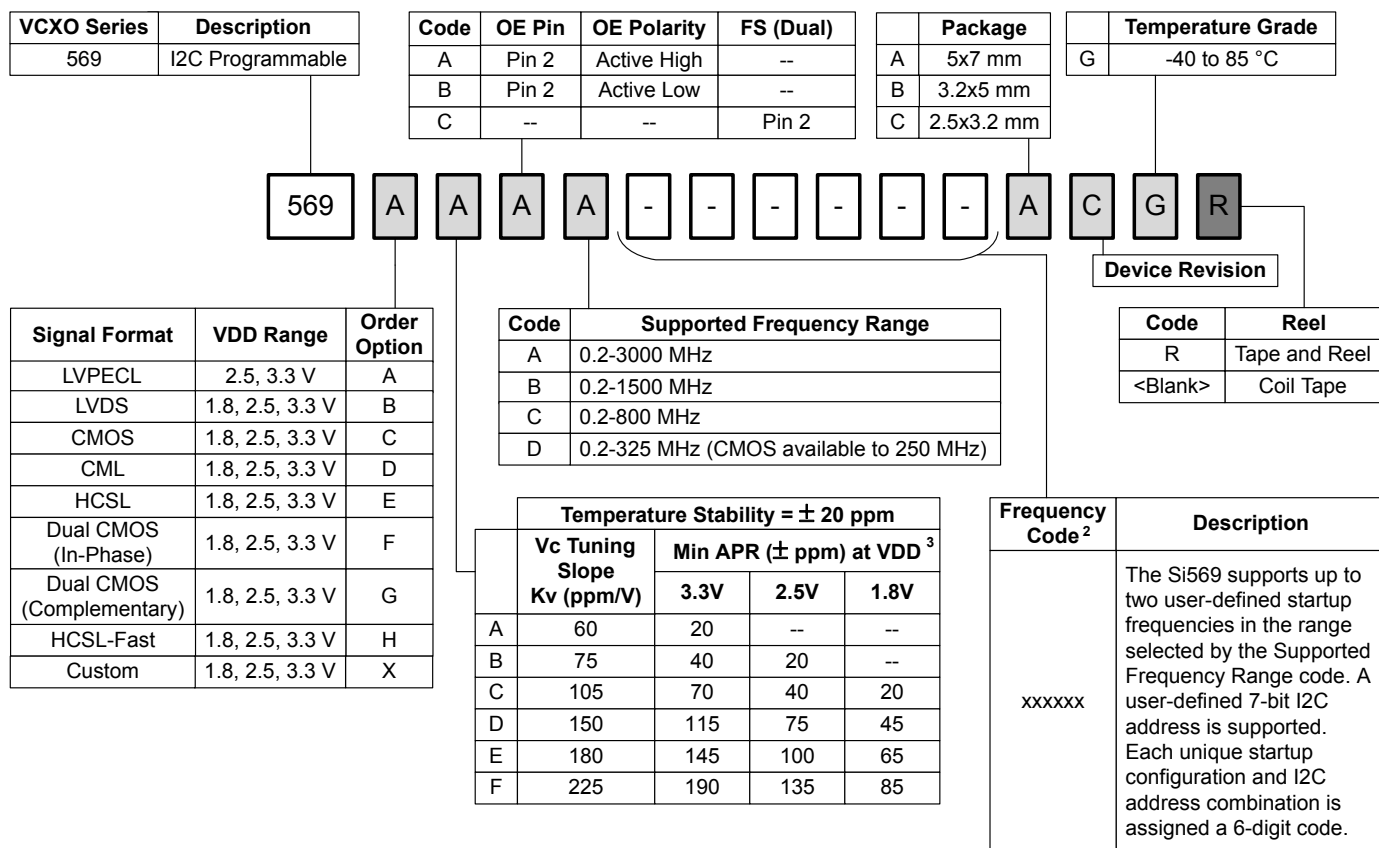 VCXO Series Description
569 I2C Programmable
Code OE Pin OE Polarity FS (Dual)
A Pin 2 Active High --
B Pin 2 Active Low --
C -- -- Pin 2
Package
A 5x7 mm
B 3.2x5 mm
C 2.5x3.2 mm
Temperature Grade
G -40 to 85 °C
569 A A A A - - - - - - A C G R
Device Revision
Signal Format VDD Range Order Option
LVPECL 2.5, 3.3 V A
LVDS 1.8, 2.5, 3.3 V B
CMOS 1.8, 2.5, 3.3 V C
CML 1.8, 2.5, 3.3 V D
HCSL 1.8, 2.5, 3.3 V E
Dual CMOS (In-Phase) 1.8, 2.5, 3.3 V F
Dual CMOS (Complementary) 1.8, 2.5, 3.3 V G
HCSL-Fast 1.8, 2.5, 3.3 V H
Custom 1.8, 2.5, 3.3 V X
Code Supported Frequency Range
A 0.2-3000 MHz
B 0.2-1500 MHz
C 0.2-800 MHz
D 0.2-325 MHz (CMOS available to 250 MHz)
Code Reel
R Tape and Reel
<Blank> Coil Tape
Temperature Stability = ± 20 ppm
Vc Tuning Slope Kv (ppm/V) Min APR (± ppm) at VDD 3
3.3V 2.5V 1.8V
A 60 20 -- --
B 75 40 20 --
C 105 70 40 20
D 150 115 75 45
E 180 145 100 65
F 225 190 135 85
Frequency Code 2 Description
xxxxxx
The Si569 supports up to
two user-defined startup
frequencies in the range
selected by the Supported
Frequency Range code. A
user-defined 7-bit I2C
address is supported.
Each unique startup
configuration and I2C
address combination is
assigned a 6-digit code.